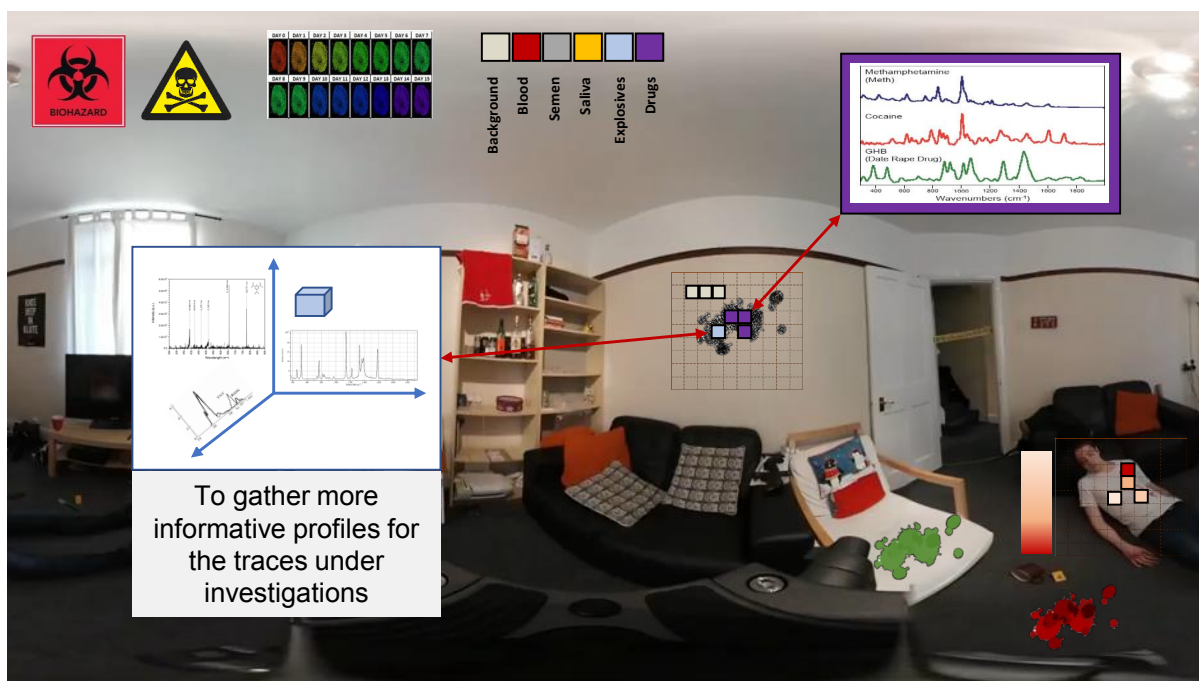 BIOHAZARD
DAY 0 DAY 1 DAY 2 DAY 3 DAY 4 DAY 5 DAY 6 DAY 7
DAY 8 DAY 9 DAY 10 DAY 11 DAY 12 DAY 13 DAY 14 DAY 15
Background
Blood
Semen
Saliva
Explosives
Drugs
Methamphetamine
(Meth)
Cocaine
GHB
(Date Rape Drug)
400 600 800 1000 1200 1400 1600 1800
Wavenumbers (cm⁻¹)
To gather more
informative profiles for
the traces under
investigations